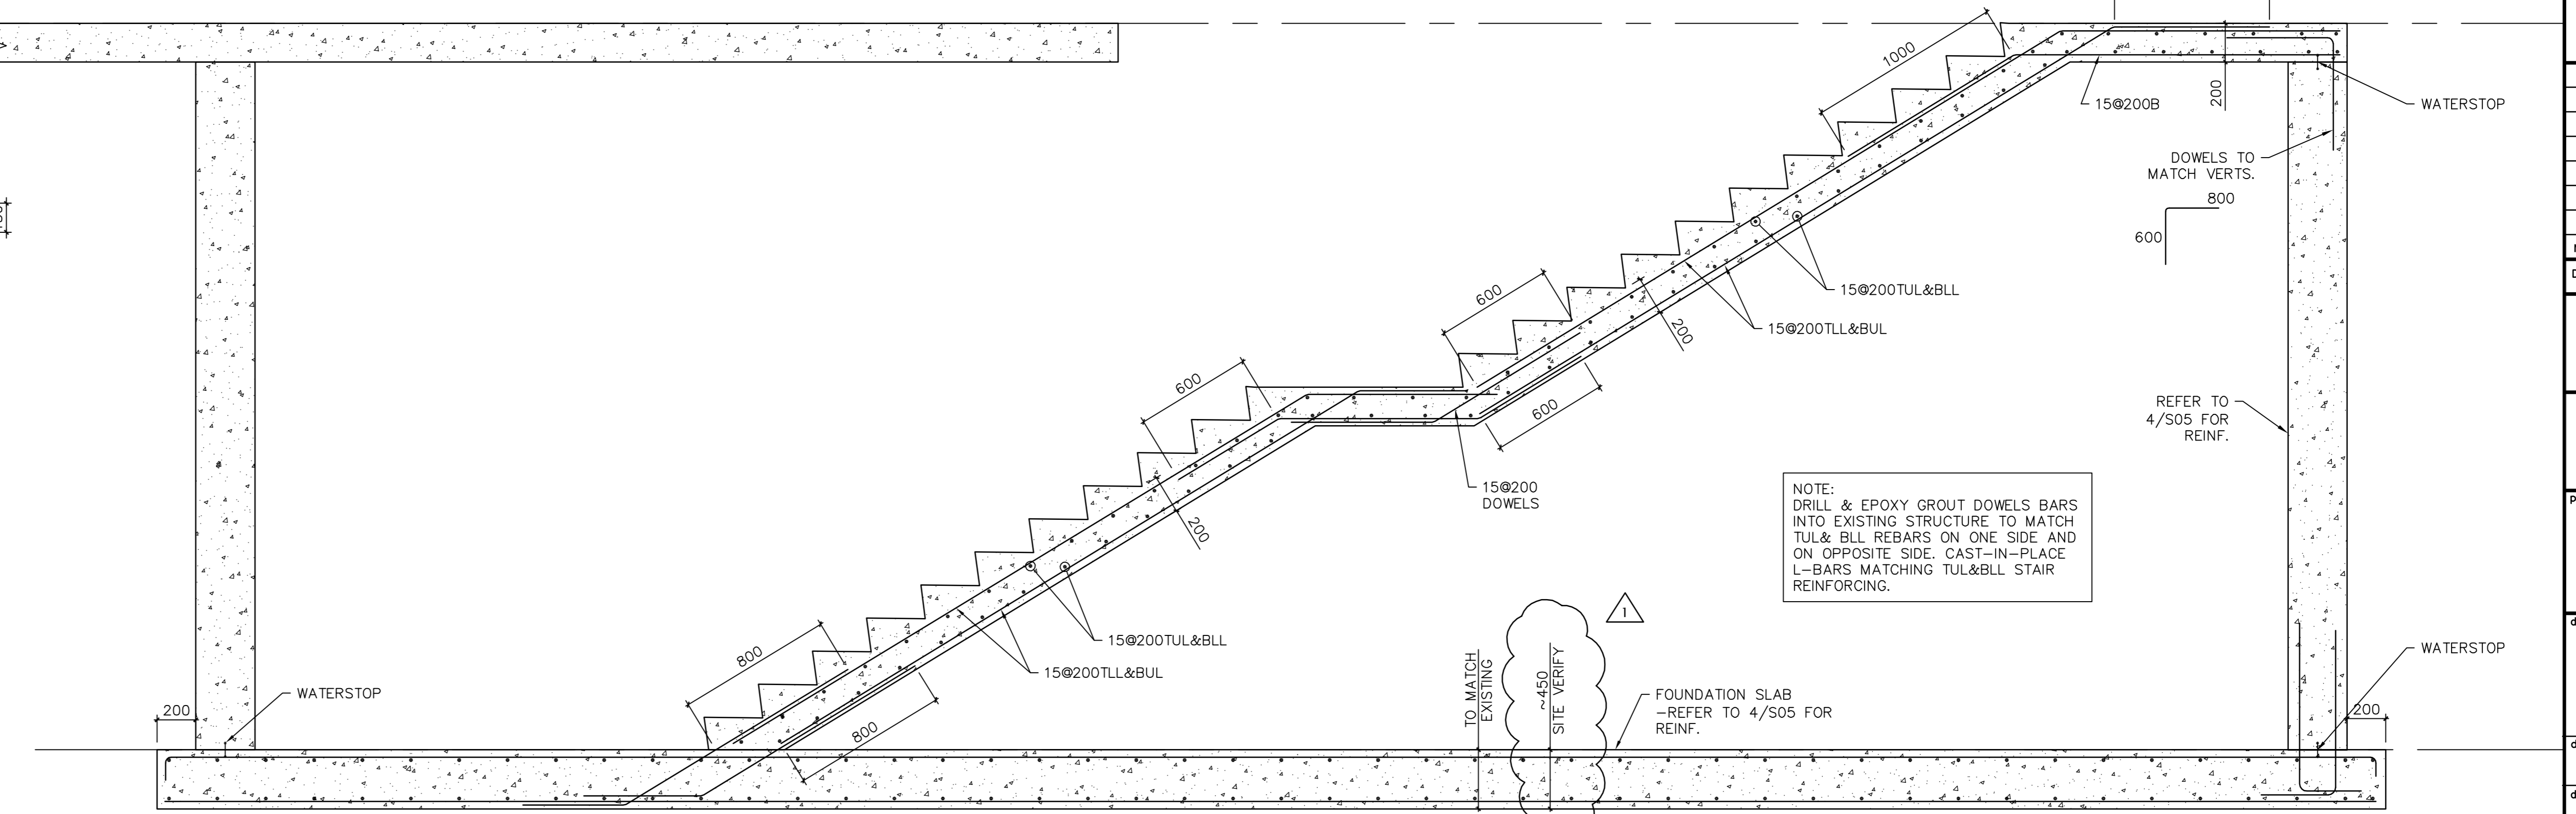 1000
200
15@200B
WATERSTOP
DOWELS TO
MATCH VERTS.
800
600
15@200TUL&BLL
15@200TLL&BUL
200
600
600
600
15@200
DOWELS
REFER TO
4/S05 FOR
REINF.
NOTE:
DRILL & EPOXY GROUT DOWELS BARS
INTO EXISTING STRUCTURE TO MATCH
TUL& BLL REBARS ON ONE SIDE AND
ON OPPOSITE SIDE. CAST-IN-PLACE
L-BARS MATCHING TUL&BLL STAIR
REINFORCING.
200
15@200TUL&BLL
15@200TLL&BUL
800
800
WATERSTOP
200
TO MATCH
EXISTING
~450
SITE VERIFY
1
FOUNDATION SLAB
-REFER TO 4/S05 FOR
REINF.
WATERSTOP
200